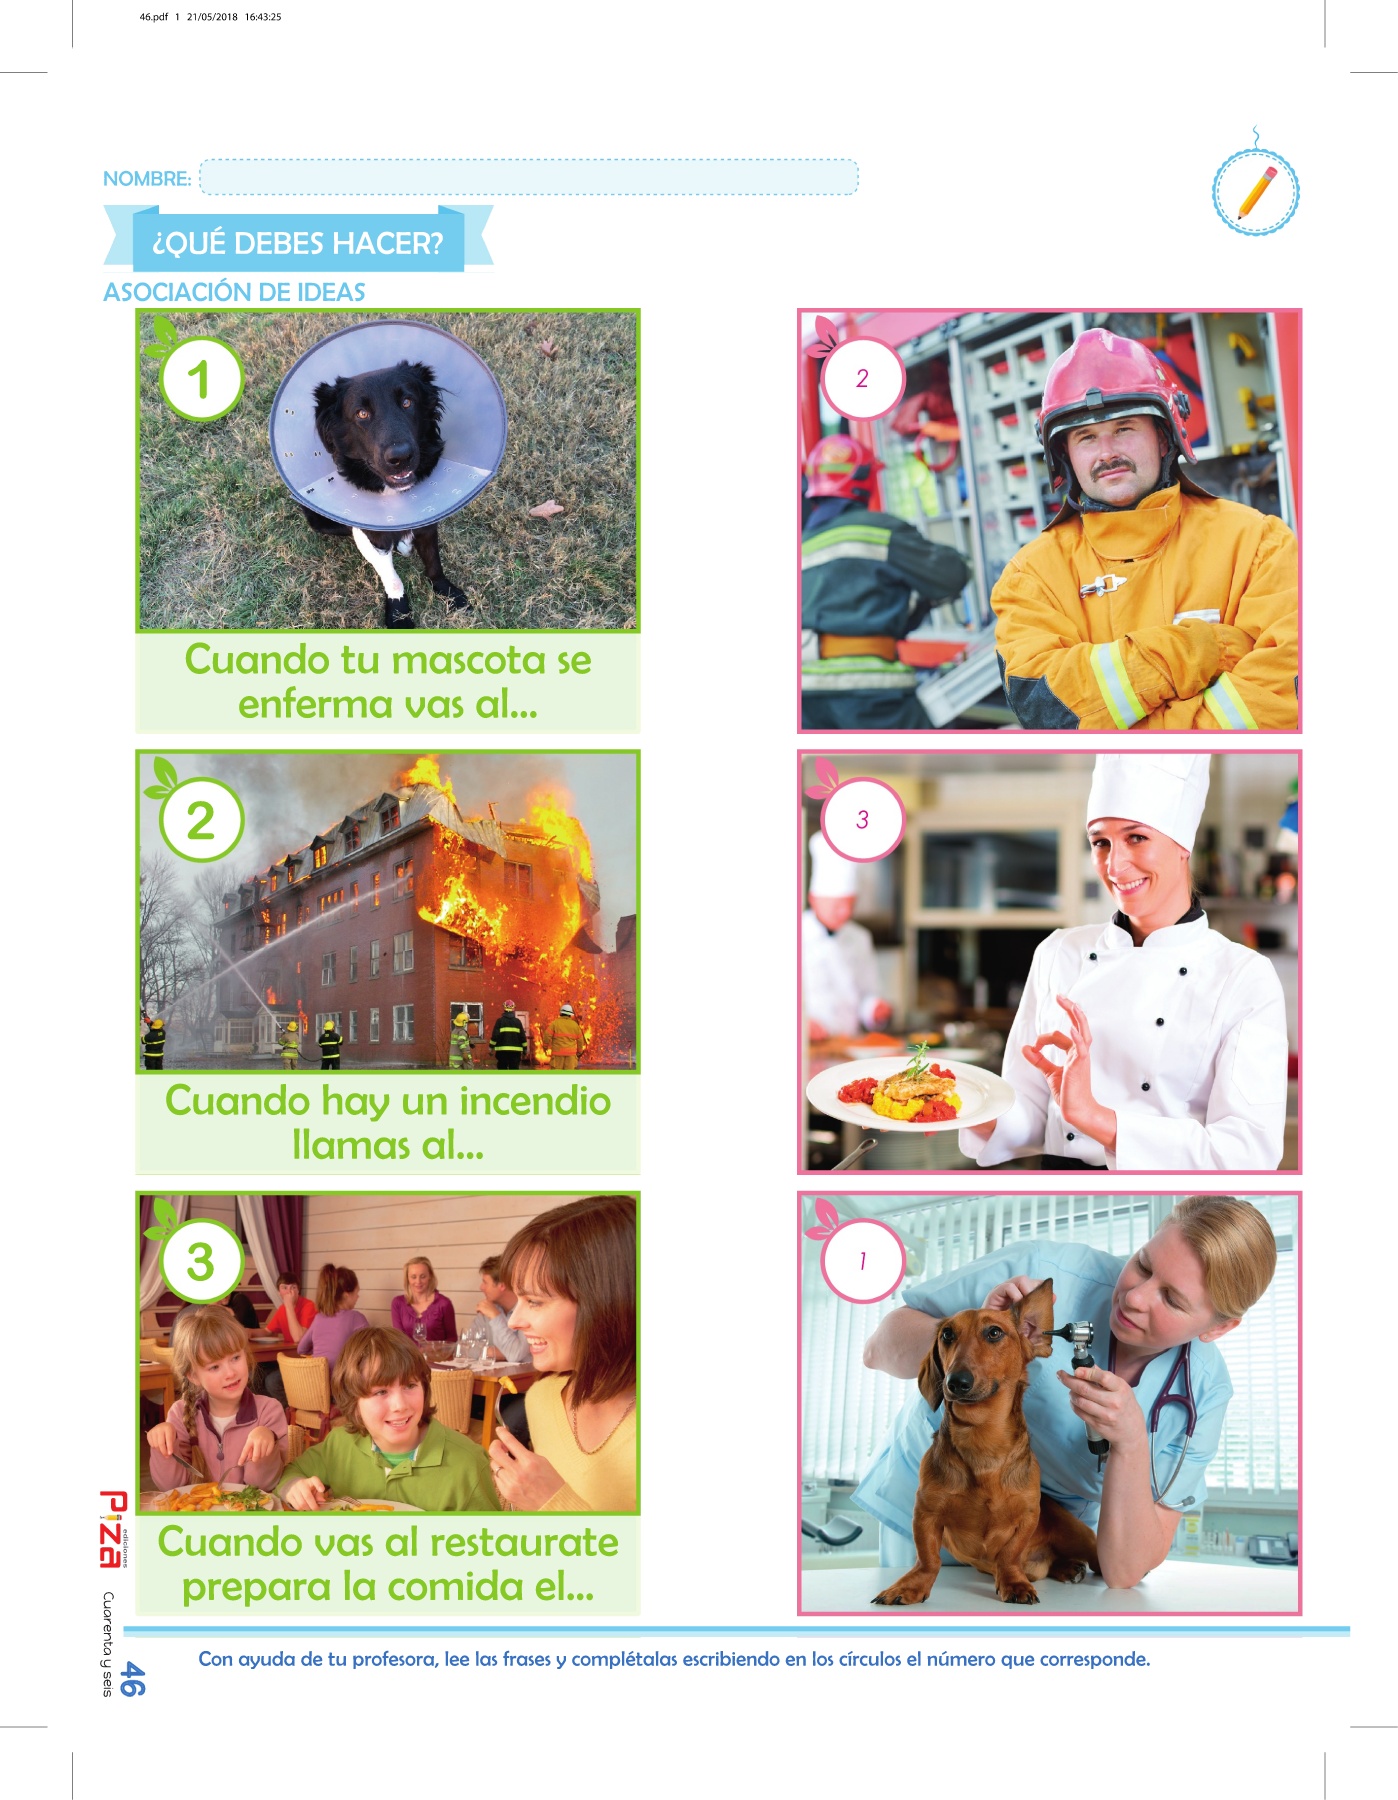 46.pdf 1 21/05/2018 16:43:25
NOMBRE:
¿QUÉ DEBES HACER?
ASOCIACIÓN DE IDEAS
1
Cuando tu mascota se
enferma vas al...
2
2
Cuando hay un incendio
llamas al...
3
3
Cuando vas al restaurate
prepara la comida el...
1
Piza
ediciones
Cuarenta y seis
46
Con ayuda de tu profesora, lee las frases y complétalas escribiendo en los círculos el número que corresponde.